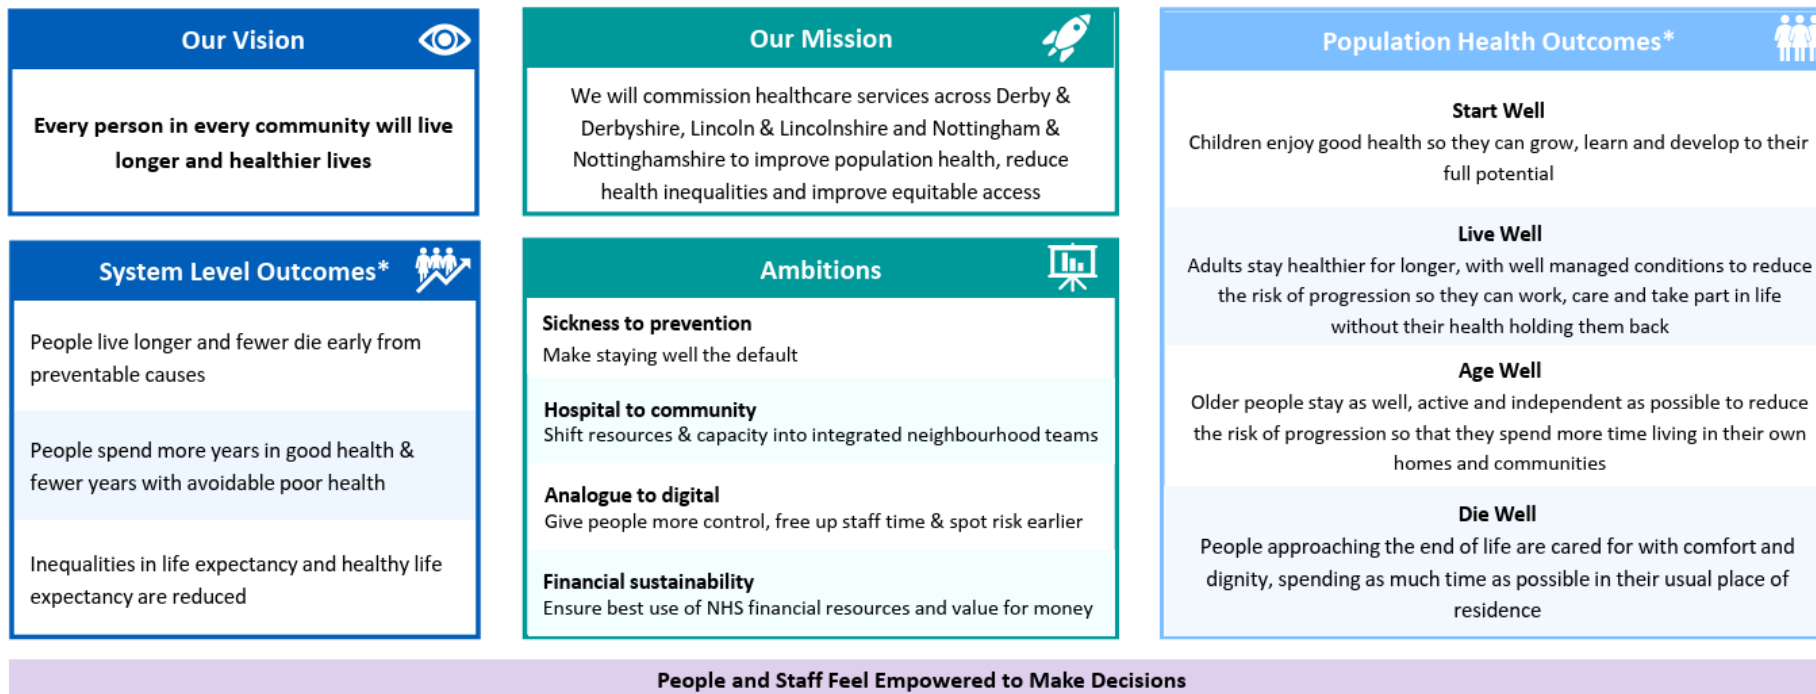 Our Vision
Every person in every community will live
longer and healthier lives
Our Mission
We will commission healthcare services across Derby &
Derbyshire, Lincoln & Lincolnshire and Nottingham &
Nottinghamshire to improve population health, reduce
health inequalities and improve equitable access
System Level Outcomes*
People live longer and fewer die early from
preventable causes
People spend more years in good health &
fewer years with avoidable poor health
Inequalities in life expectancy and healthy life
expectancy are reduced
Ambitions
Sickness to prevention
Make staying well the default
Hospital to community
Shift resources & capacity into integrated neighbourhood teams
Analogue to digital
Give people more control, free up staff time & spot risk earlier
Financial sustainability
Ensure best use of NHS financial resources and value for money
Population Health Outcomes*
Start Well
Children enjoy good health so they can grow, learn and develop to their
full potential
Live Well
Adults stay healthier for longer, with well managed conditions to reduce
the risk of progression so they can work, care and take part in life
without their health holding them back
Age Well
Older people stay as well, active and independent as possible to reduce
the risk of progression so that they spend more time living in their own
homes and communities
Die Well
People approaching the end of life are cared for with comfort and
dignity, spending as much time as possible in their usual place of
residence
People and Staff Feel Empowered to Make Decisions